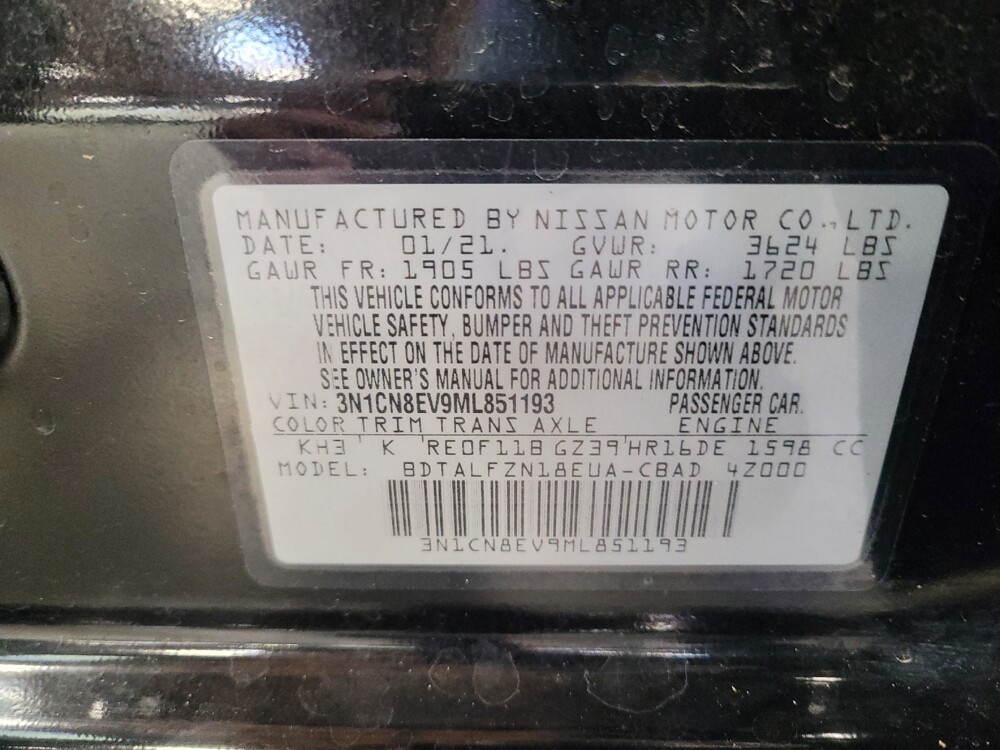 MANUFACTURED BY NISSAN MOTOR CO., LTD.
DATE: 01/21. GVWR: 3624 LBS
GAWR FR: 1905 LBS GAWR RR: 1720 LBS
THIS VEHICLE CONFORMS TO ALL APPLICABLE FEDERAL MOTOR
VEHICLE SAFETY, BUMPER AND THEFT PREVENTION STANDARDS
IN EFFECT ON THE DATE OF MANUFACTURE SHOWN ABOVE.
SEE OWNER'S MANUAL FOR ADDITIONAL INFORMATION.
VIN: 3N1CN8EV9ML851193 PASSENGER CAR.
COLOR TRIM TRANS AXLE ENGINE
KH3 K RE0F11B GZ39 HR16DE 1598 CC
MODEL: BDTALFZN18EUA-CBAD 4Z000
3N1CN8EV9ML851193